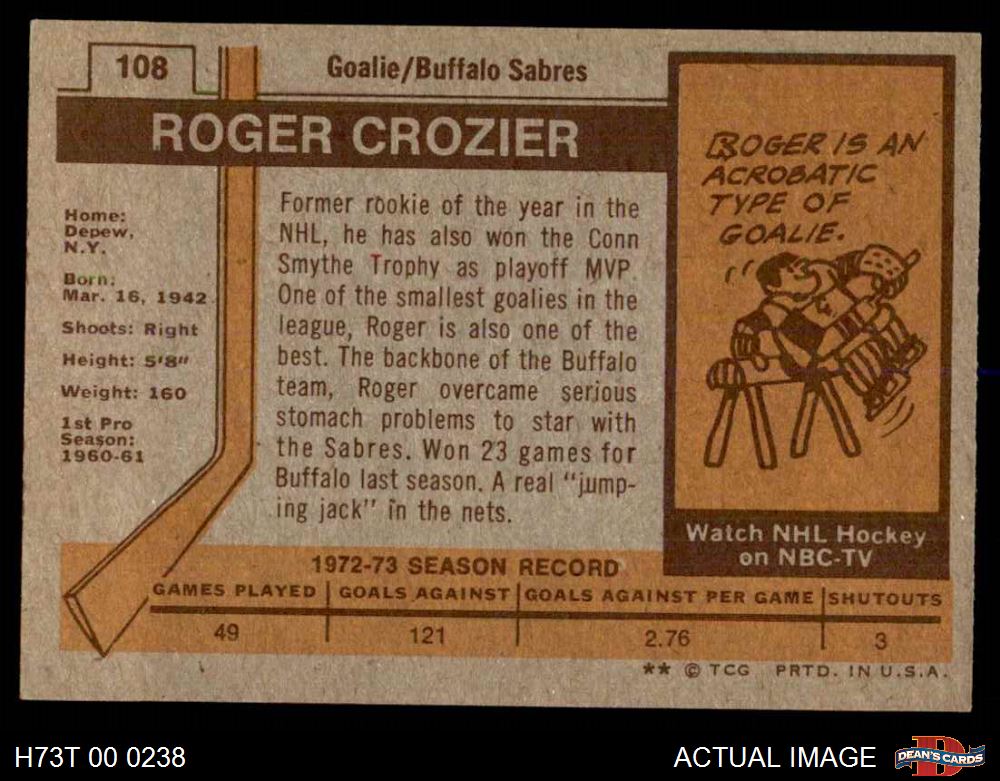 108
Goalie/Buffalo Sabres
ROGER CROZIER
Home:
Depew,
N.Y.
Born:
Mar. 16, 1942
Shoots: Right
Height: 5'8"
Weight: 160
1st Pro
Season:
1960-61
Former rookie of the year in the
NHL, he has also won the Conn
Smythe Trophy as playoff MVP.
One of the smallest goalies in the
league, Roger is also one of the
best. The backbone of the Buffalo
team, Roger overcame serious
stomach problems to star with
the Sabres. Won 23 games for
Buffalo last season. A real “jump-
ing jack” in the nets.
ROGER IS AN
ACROBATIC
TYPE OF
GOALIE.
Watch NHL Hockey
on NBC-TV
1972-73 SEASON RECORD
GAMES PLAYED | GOALS AGAINST | GOALS AGAINST PER GAME | SHUTOUTS
49 121 2.76 3
** © TCG PRTD. IN U.S.A.
H73T 00 0238
ACTUAL IMAGE
D
DEAN'S CARDS